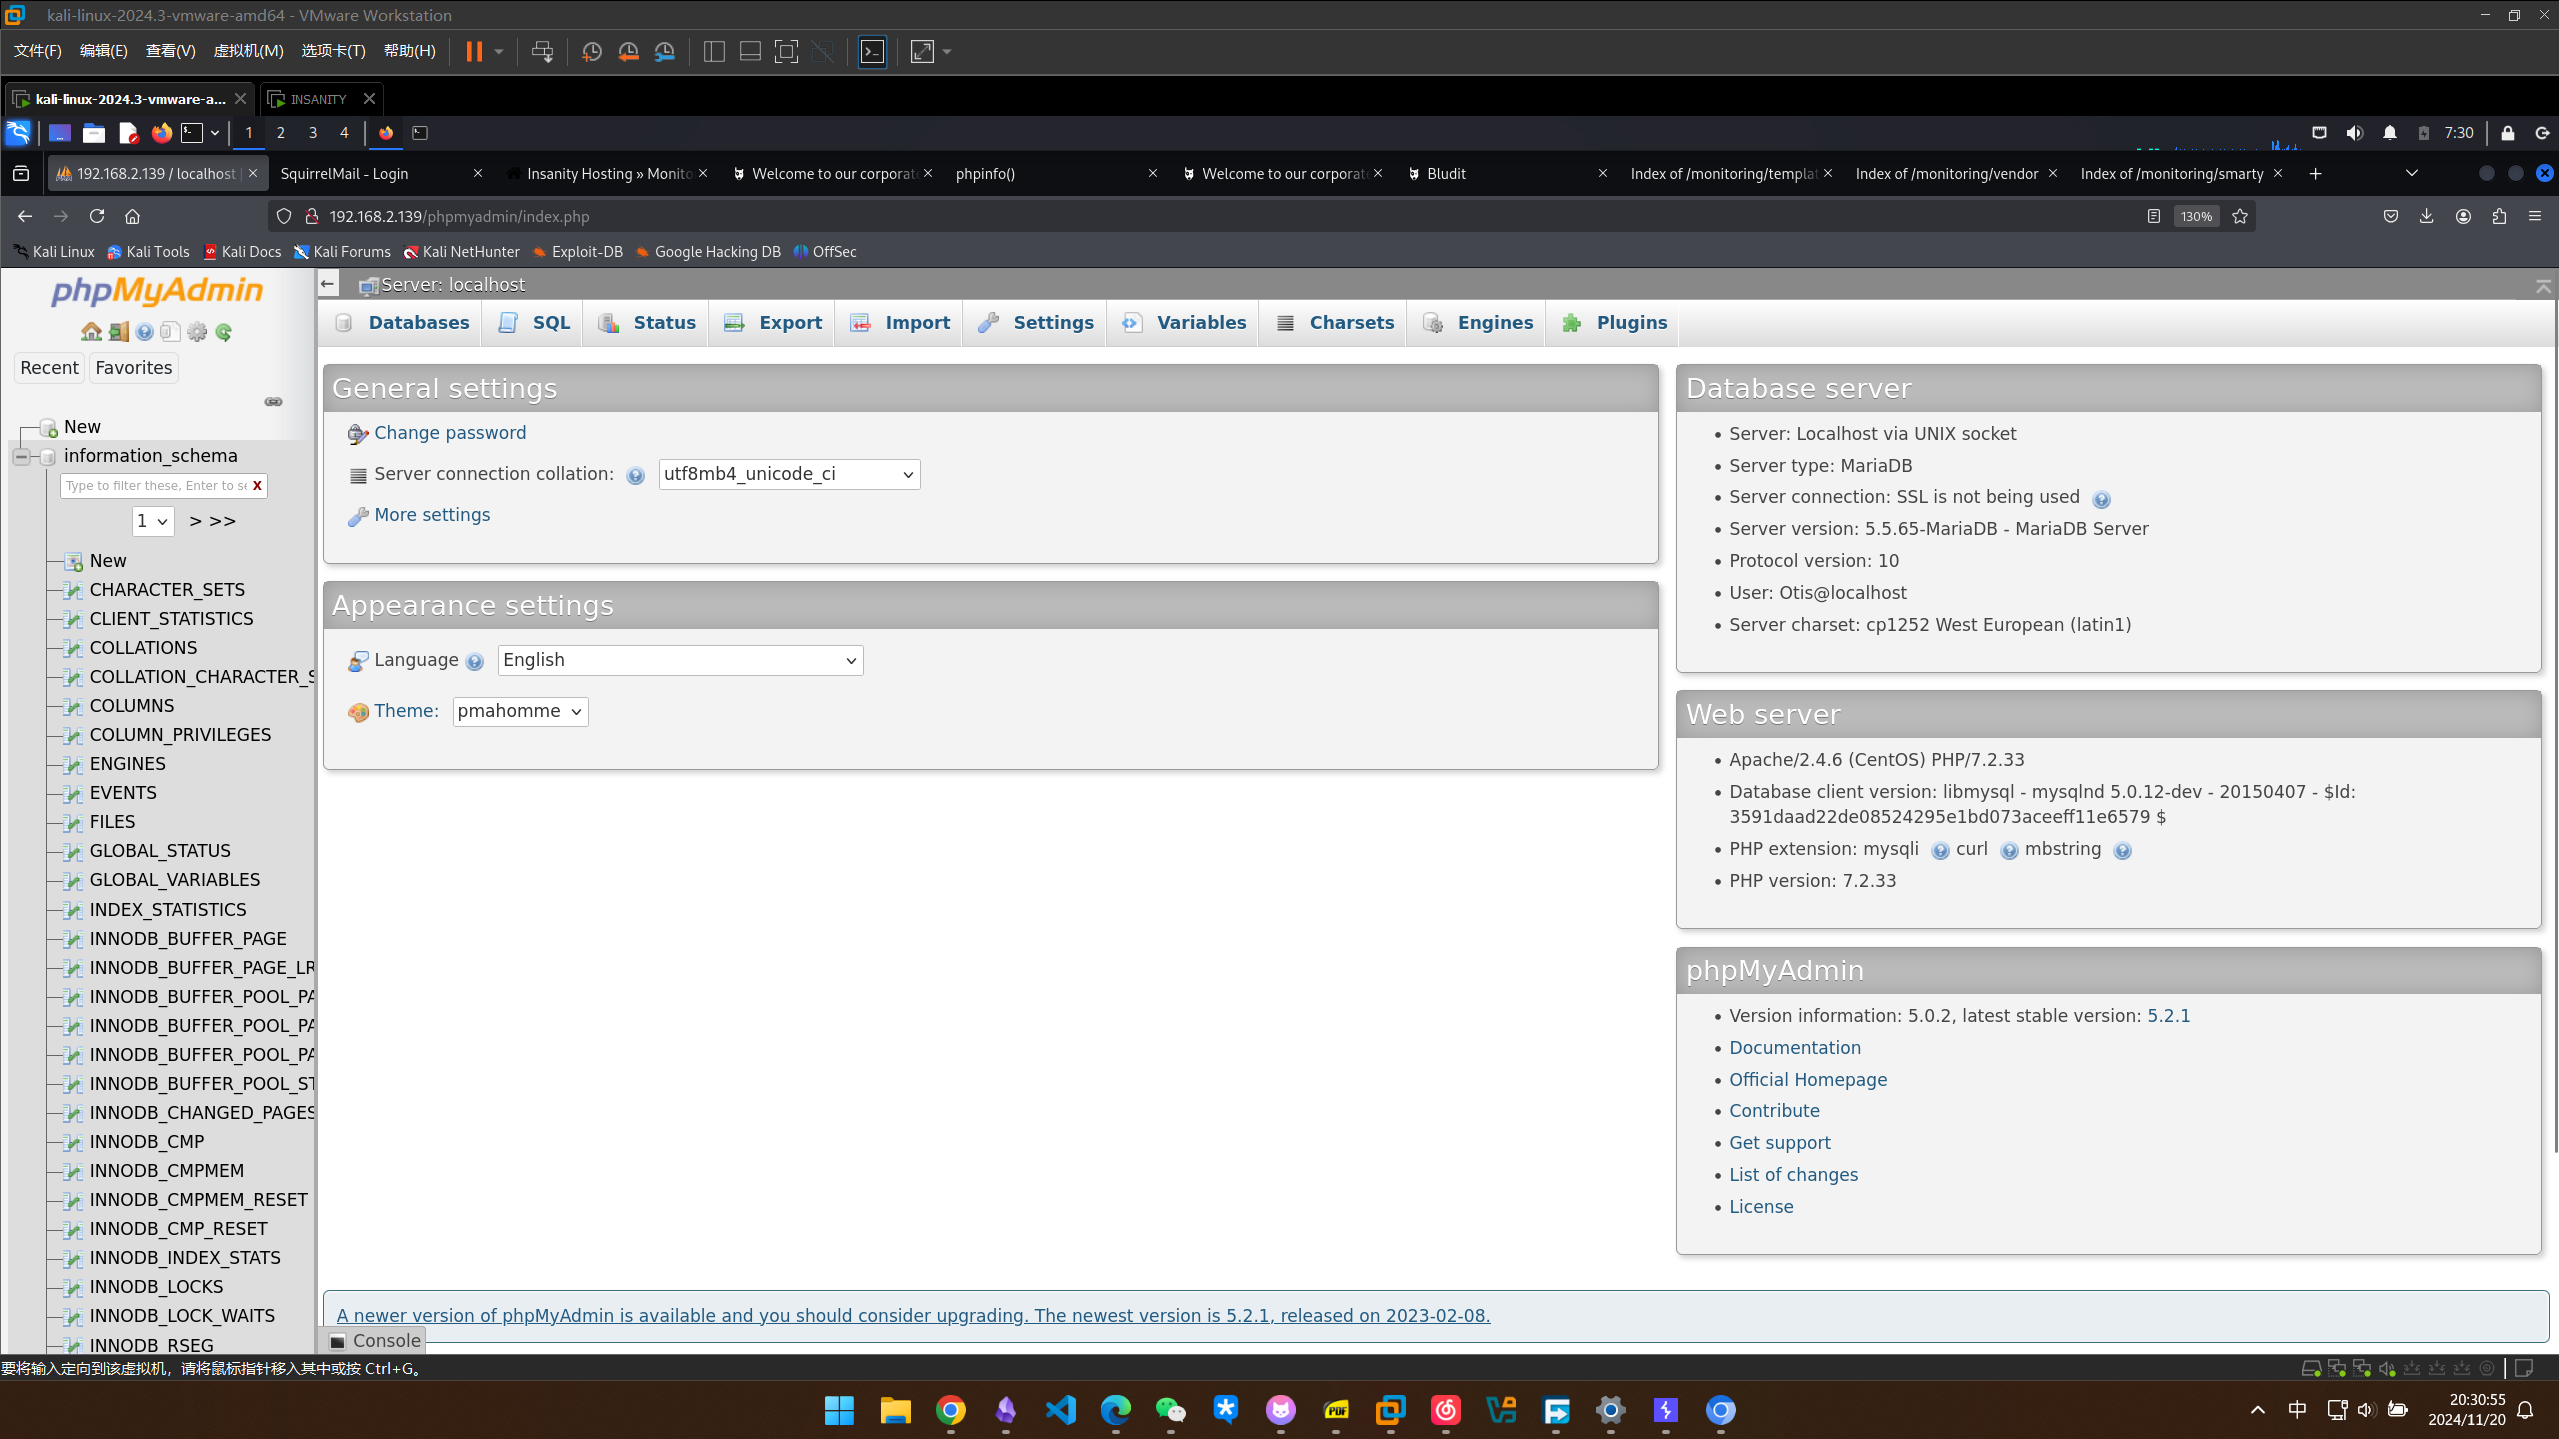 kali-linux-2024.3-vmware-amd64 - VMware Workstation
文件(F) 编辑(E) 查看(V) 虚拟机(M) 选项卡(T) 帮助(H)
kali-linux-2024.3-vmware-a... INSANITY
1 2 3 4 7:30
192.168.2.139 / localhost | SquirrelMail - Login Insanity Hosting » Monito Welcome to our corporate phpinfo() Welcome to our corporate Bludit Index of /monitoring/templat Index of /monitoring/vendor Index of /monitoring/smarty
192.168.2.139/phpmyadmin/index.php 130%
Kali Linux Kali Tools Kali Docs Kali Forums Kali NetHunter Exploit-DB Google Hacking DB OffSec
phpMyAdmin
Recent Favorites
New
information_schema
Type to filter these, Enter to se X
1 > >>
New
CHARACTER_SETS
CLIENT_STATISTICS
COLLATIONS
COLLATION_CHARACTER_S
COLUMNS
COLUMN_PRIVILEGES
ENGINES
EVENTS
FILES
GLOBAL_STATUS
GLOBAL_VARIABLES
INDEX_STATISTICS
INNODB_BUFFER_PAGE
INNODB_BUFFER_PAGE_LR
INNODB_BUFFER_POOL_PA
INNODB_BUFFER_POOL_PA
INNODB_BUFFER_POOL_PA
INNODB_BUFFER_POOL_ST
INNODB_CHANGED_PAGES
INNODB_CMP
INNODB_CMPMEM
INNODB_CMPMEM_RESET
INNODB_CMP_RESET
INNODB_INDEX_STATS
INNODB_LOCKS
INNODB_LOCK_WAITS
INNODB_RSEG
Server: localhost
Databases SQL Status Export Import Settings Variables Charsets Engines Plugins
General settings
Change password
Server connection collation: utf8mb4_unicode_ci
More settings
Appearance settings
Language English
Theme: pmahomme
Database server
Server: Localhost via UNIX socket
Server type: MariaDB
Server connection: SSL is not being used
Server version: 5.5.65-MariaDB - MariaDB Server
Protocol version: 10
User: Otis@localhost
Server charset: cp1252 West European (latin1)
Web server
Apache/2.4.6 (CentOS) PHP/7.2.33
Database client version: libmysql - mysqlnd 5.0.12-dev - 20150407 - $Id:
3591daad22de08524295e1bd073aceeff11e6579 $
PHP extension: mysqli curl mbstring
PHP version: 7.2.33
phpMyAdmin
Version information: 5.0.2, latest stable version: 5.2.1
Documentation
Official Homepage
Contribute
Get support
List of changes
License
A newer version of phpMyAdmin is available and you should consider upgrading. The newest version is 5.2.1, released on 2023-02-08.
Console
要将输入定向到该虚拟机，请将鼠标指针移入其中或按 Ctrl+G。
PDF
中
20:30:55
2024/11/20